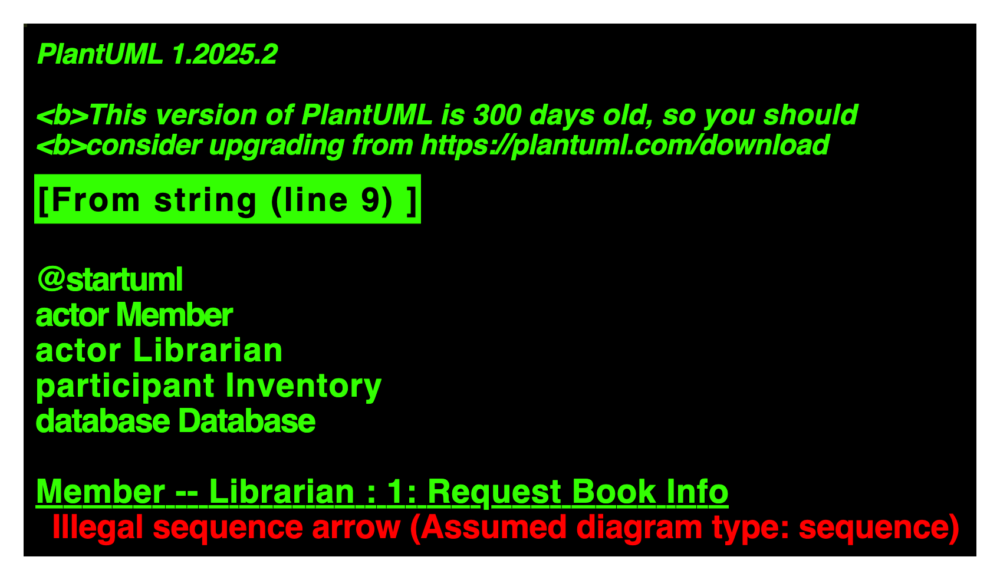 PlantUML 1.2025.2
<b>This version of PlantUML is 300 days old, so you should
<b>consider upgrading from https://plantuml.com/download
[From string (line 9) ]
@startuml
actor Member
actor Librarian
participant Inventory
database Database
Member -- Librarian : 1: Request Book Info
Illegal sequence arrow (Assumed diagram type: sequence)